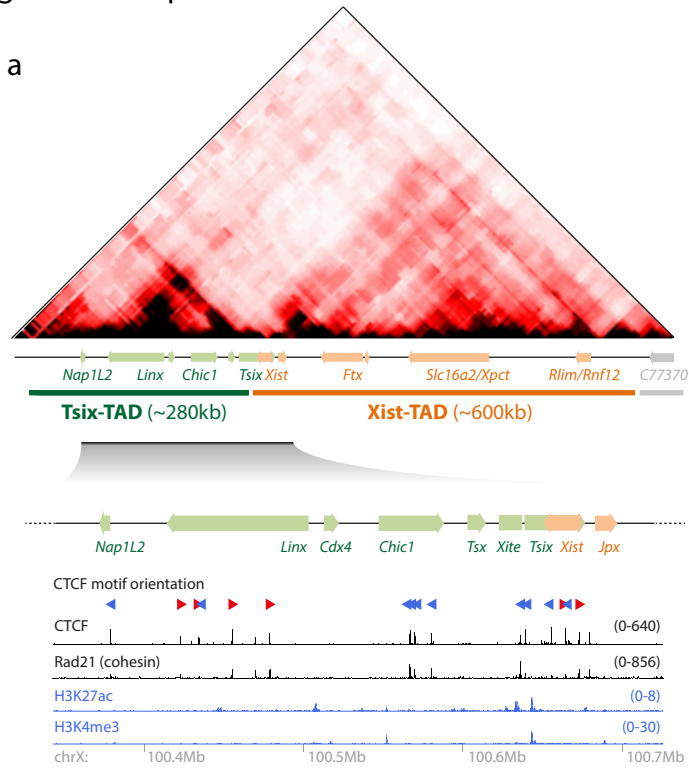 a
Nap1L2 Linx Chic1 Tsix Xist Ftx Slc16a2/Xpct Rlim/Rnf12 C77370
Tsix-TAD (~280kb) Xist-TAD (~600kb)
Nap1L2 Linx Cdx4 Chic1 Tsx Xite Tsix Xist Jpx
CTCF motif orientation
CTCF (0-640)
Rad21 (cohesin) (0-856)
H3K27ac (0-8)
H3K4me3 (0-30)
chrX: 100.4Mb 100.5Mb 100.6Mb 100.7Mb